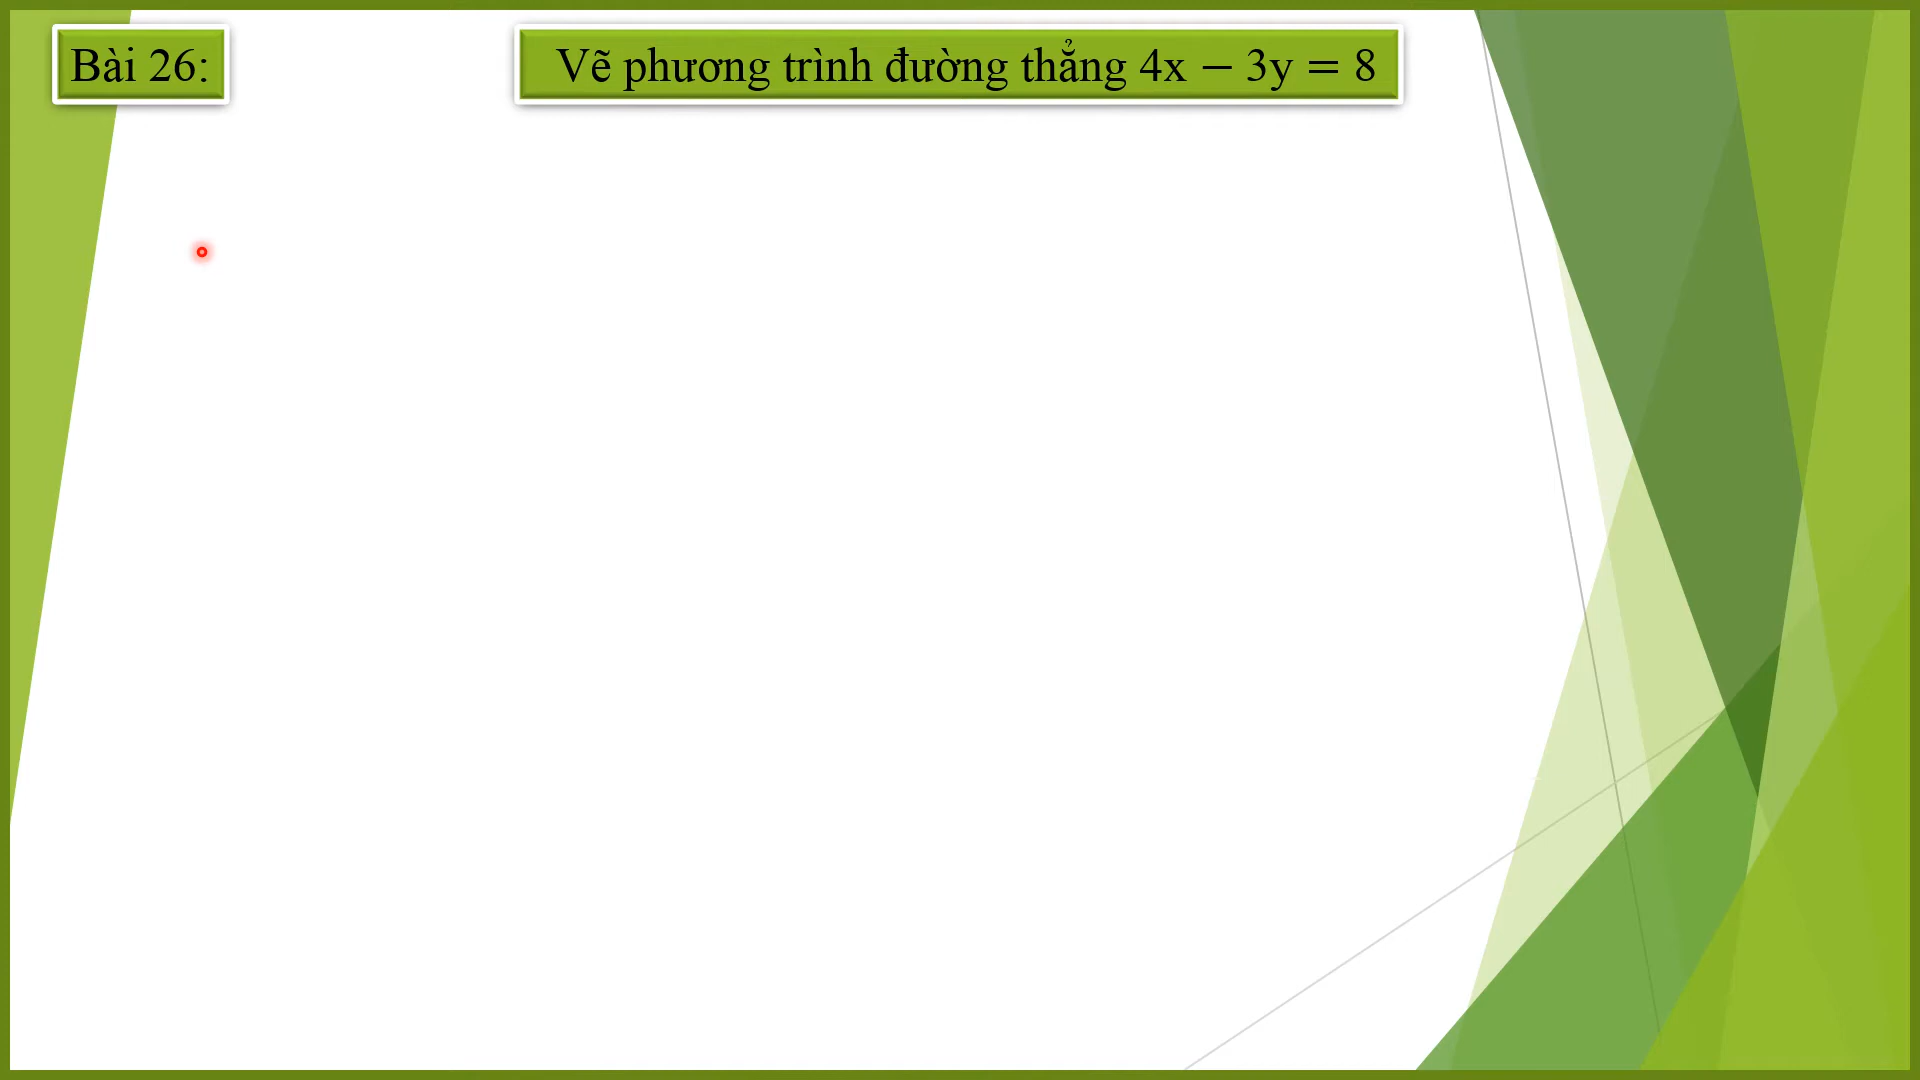 Bài 26:
Vẽ phương trình đường thẳng 4x − 3y = 8